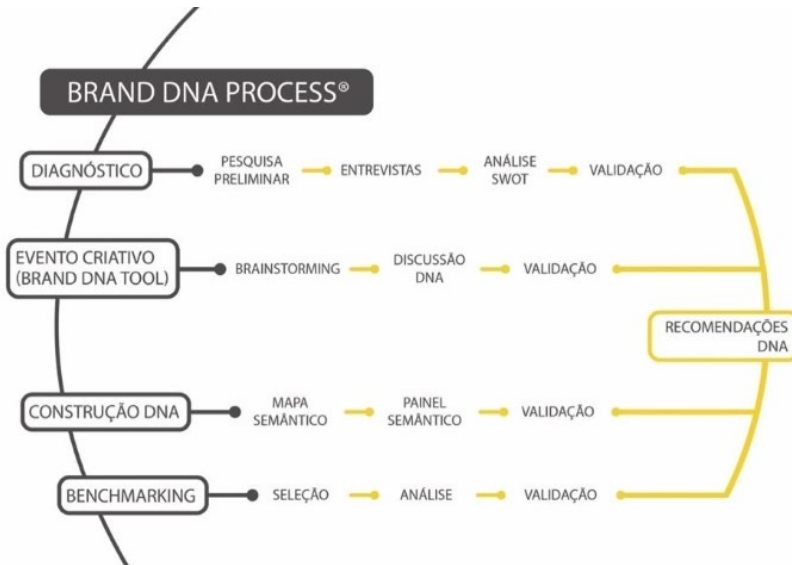 BRAND DNA PROCESS®
DIAGNÓSTICO
PESQUISA
PRELIMINAR
ENTREVISTAS
ANÁLISE
SWOT
VALIDAÇÃO
EVENTO CRIATIVO
(BRAND DNA TOOL)
BRAINSTORMING
DISCUSSÃO
DNA
VALIDAÇÃO
RECOMENDAÇÕES
DNA
CONSTRUÇÃO DNA
MAPA
SEMÂNTICO
PAINEL
SEMÂNTICO
VALIDAÇÃO
BENCHMARKING
SELEÇÃO
ANÁLISE
VALIDAÇÃO